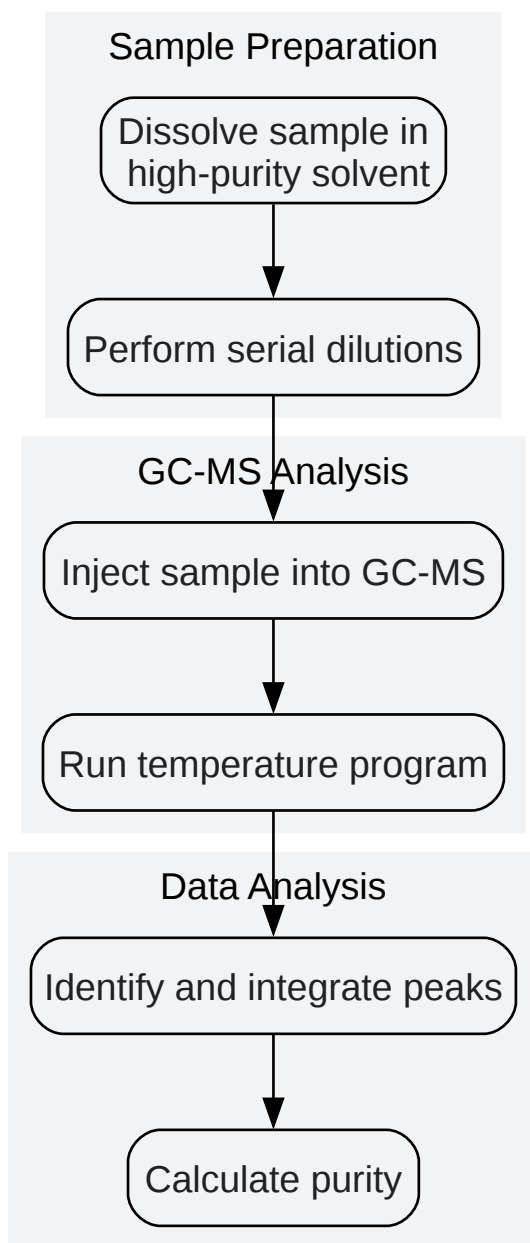 Sample Preparation
Dissolve sample in
high-purity solvent
Perform serial dilutions
GC-MS Analysis
Inject sample into GC-MS
Run temperature program
Data Analysis
Identify and integrate peaks
Calculate purity